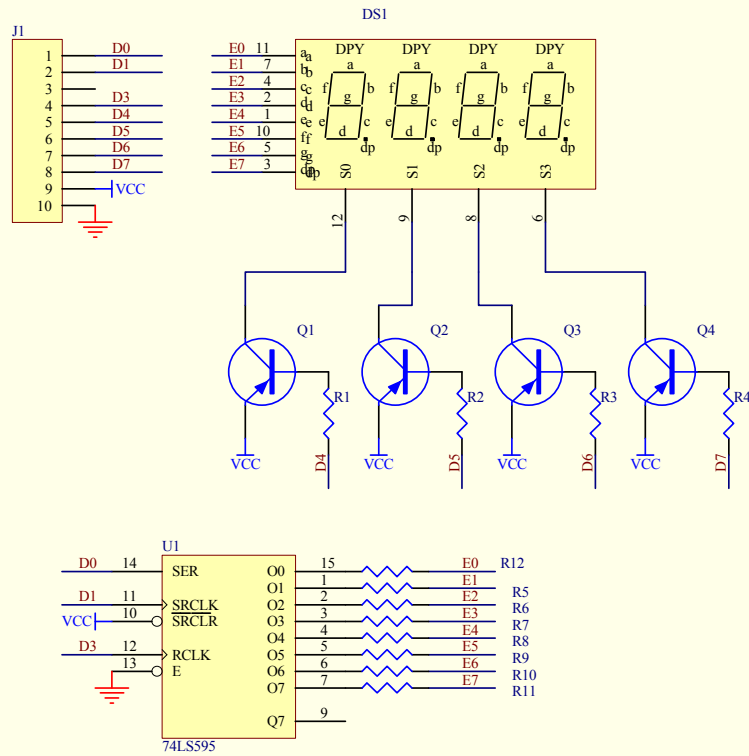 DS1
J1
1 D0
2 D1
3
4 D3
5 D4
6 D5
7 D6
8 D7
9 VCC
10
E0 11 a a
E1 7 b b
E2 4 c c
E3 2 d d
E4 1 e e
E5 10 f f
E6 5 g g
E7 3 dp dp
DPY DPY DPY DPY
a a a a
f b f b f b f b
g g g g
e c e c e c e c
d d d d
dp dp dp dp
S0 S1 S2 S3
12 9 8 6
Q1 Q2 Q3 Q4
R1 R2 R3 R4
VCC D4 VCC D5 VCC D6 VCC D7
U1
D0 14 SER
D1 11 SRCLK
VCC 10 SRCLR
D3 12 RCLK
13 E
O0 15 E0 R12
O1 1 E1 R5
O2 2 E2 R6
O3 3 E3 R7
O4 4 E4 R8
O5 5 E5 R9
O6 6 E6 R10
O7 7 E7 R11
Q7 9
74LS595